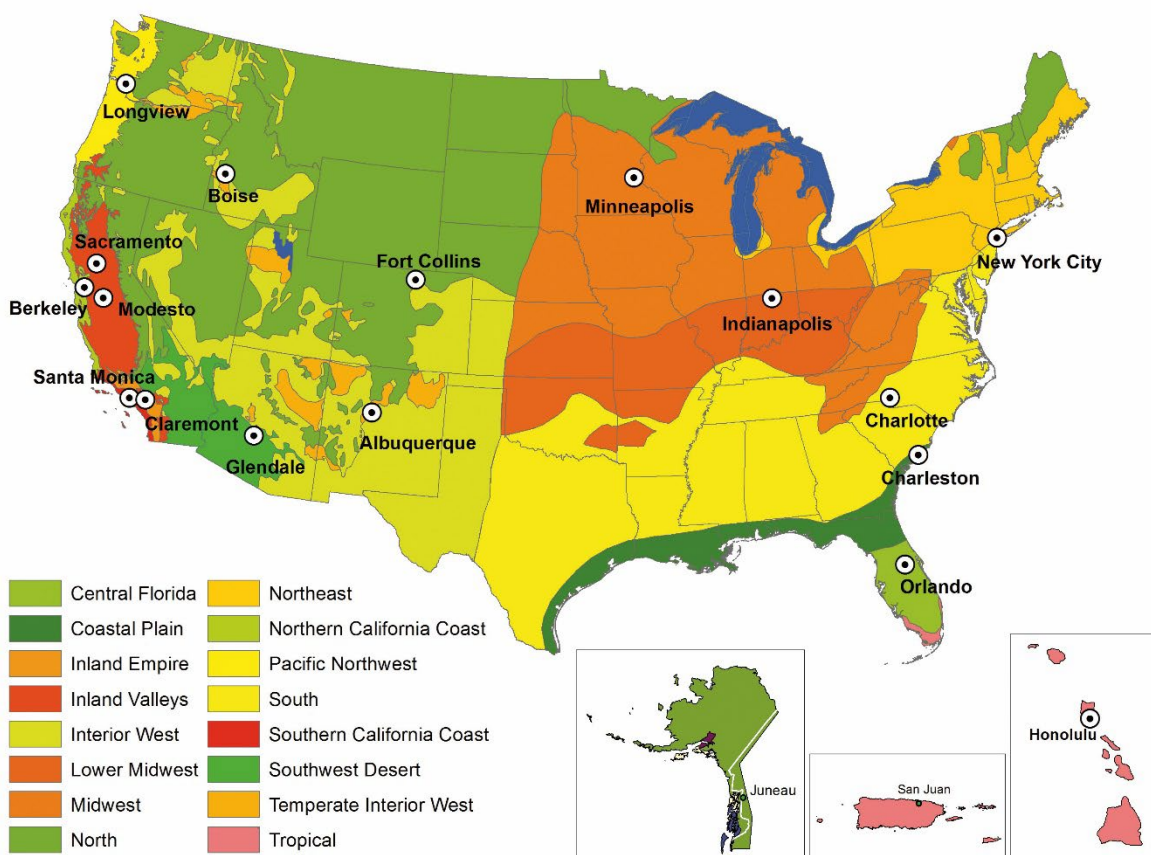 Longview
Boise
Minneapolis
Sacramento
Fort Collins
New York City
Berkeley
Modesto
Indianapolis
Santa Monica
Claremont
Albuquerque
Charlotte
Glendale
Charleston
Orlando
Central Florida
Coastal Plain
Inland Empire
Inland Valleys
Interior West
Lower Midwest
Midwest
North
Northeast
Northern California Coast
Pacific Northwest
South
Southern California Coast
Southwest Desert
Temperate Interior West
Tropical
Juneau
San Juan
Honolulu